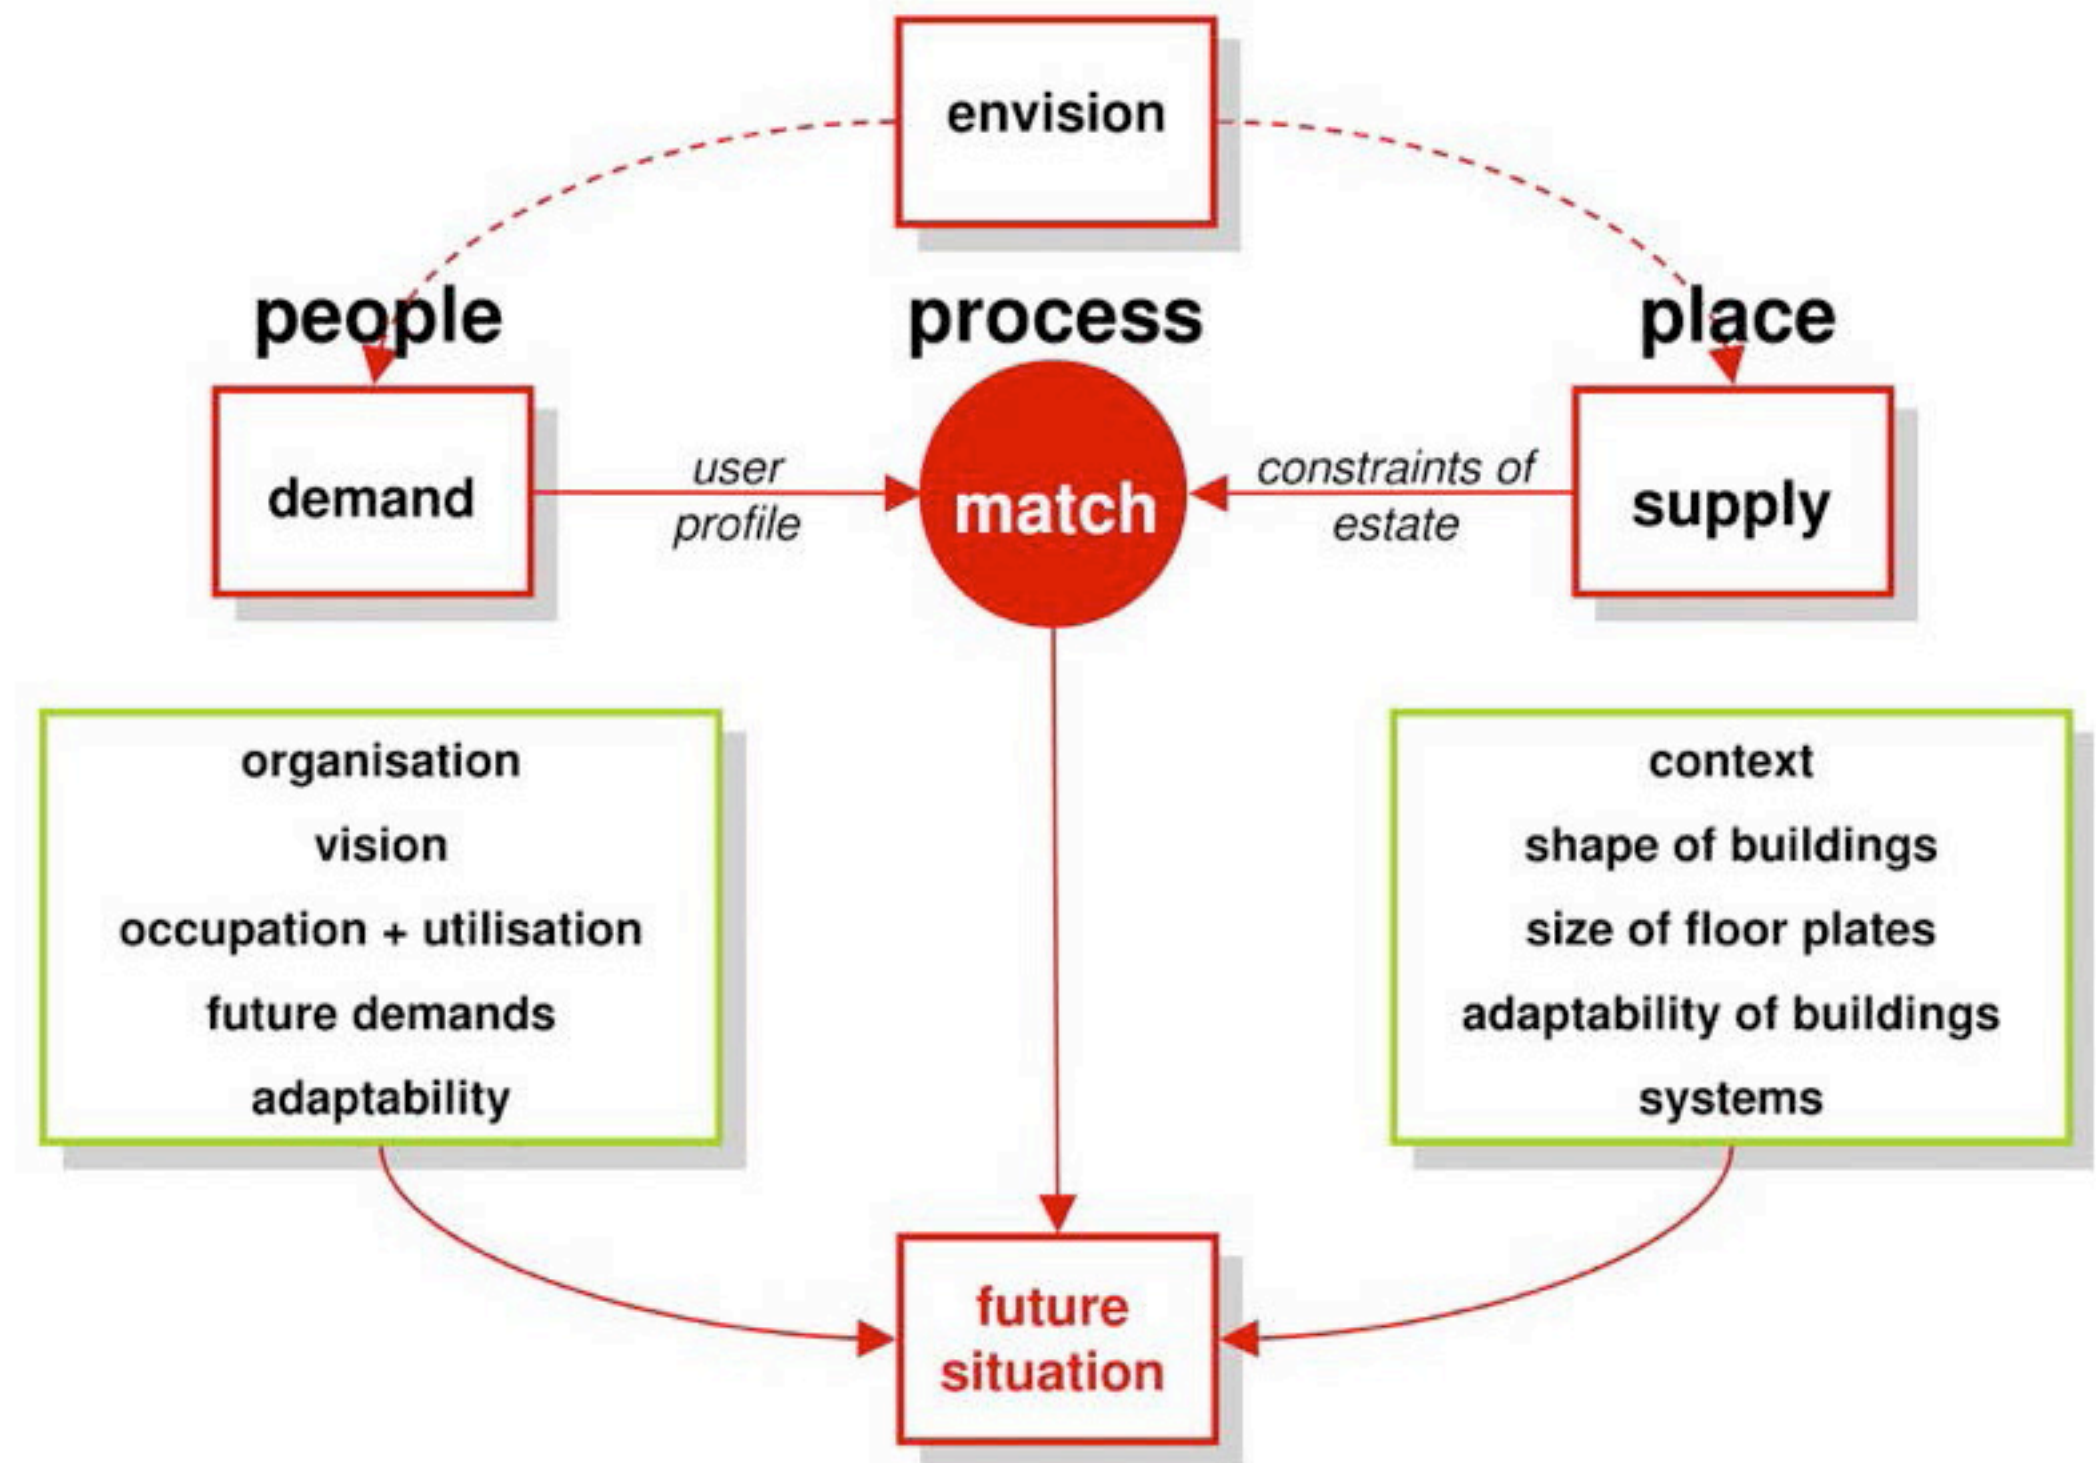 envision
people
process
place
demand
user
profile
match
constraints of
estate
supply
organisation
vision
occupation + utilisation
future demands
adaptability
context
shape of buildings
size of floor plates
adaptability of buildings
systems
future
situation